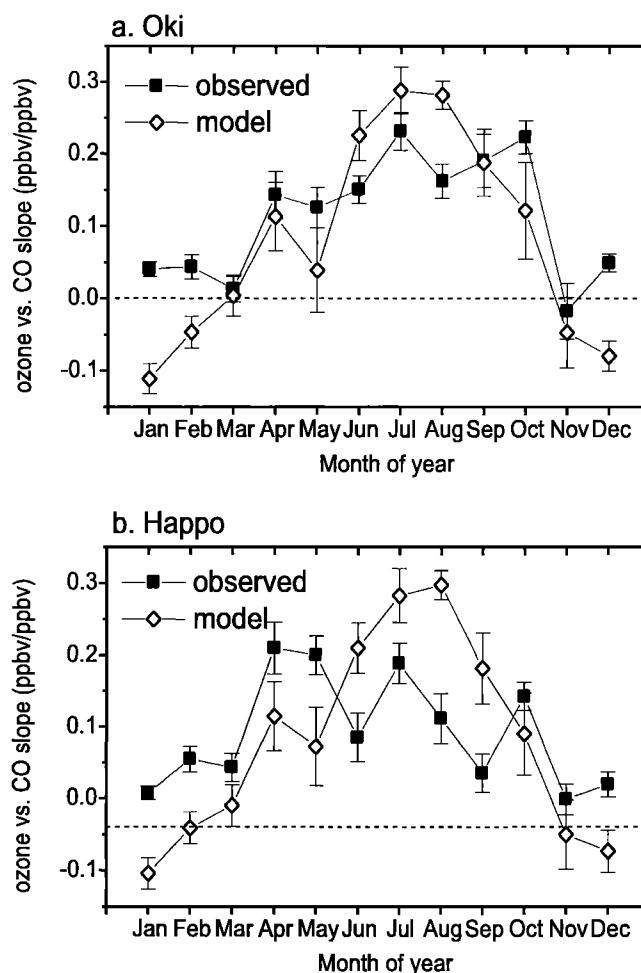 a. Oki
observed
model
0.3
0.2
0.1
0.0
-0.1
ozone vs. CO slope (ppbv/ppbv)
Jan Feb Mar Apr May Jun Jul Aug Sep Oct Nov Dec
Month of year
b. Happo
observed
model
0.3
0.2
0.1
0.0
-0.1
ozone vs. CO slope (ppbv/ppbv)
Jan Feb Mar Apr May Jun Jul Aug Sep Oct Nov Dec
Month of year